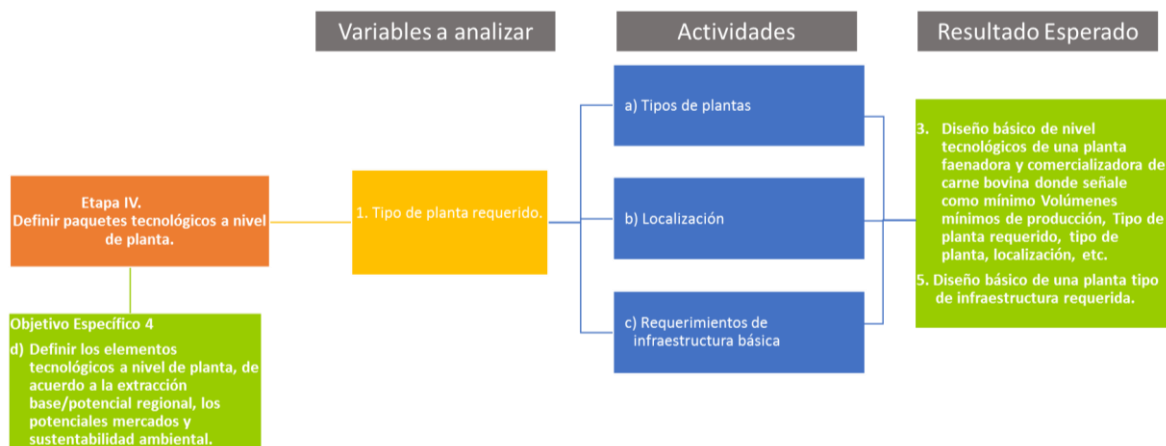 Variables a analizar
Actividades
Resultado Esperado
Etapa IV.
Definir paquetes tecnológicos a nivel
de planta.
Objetivo Específico 4
d) Definir los elementos
tecnológicos a nivel de planta, de
acuerdo a la extracción
base/potencial regional, los
potenciales mercados y
sustentabilidad ambiental.
1. Tipo de planta requerido.
a) Tipos de plantas
b) Localización
c) Requerimientos de
infraestructura básica
3. Diseño básico de nivel
tecnológicos de una planta
faenadora y comercializadora de
carne bovina donde señale
como mínimo Volúmenes
mínimos de producción, Tipo de
planta requerido, tipo de
planta, localización, etc.
5. Diseño básico de una planta tipo
de infraestructura requerida.